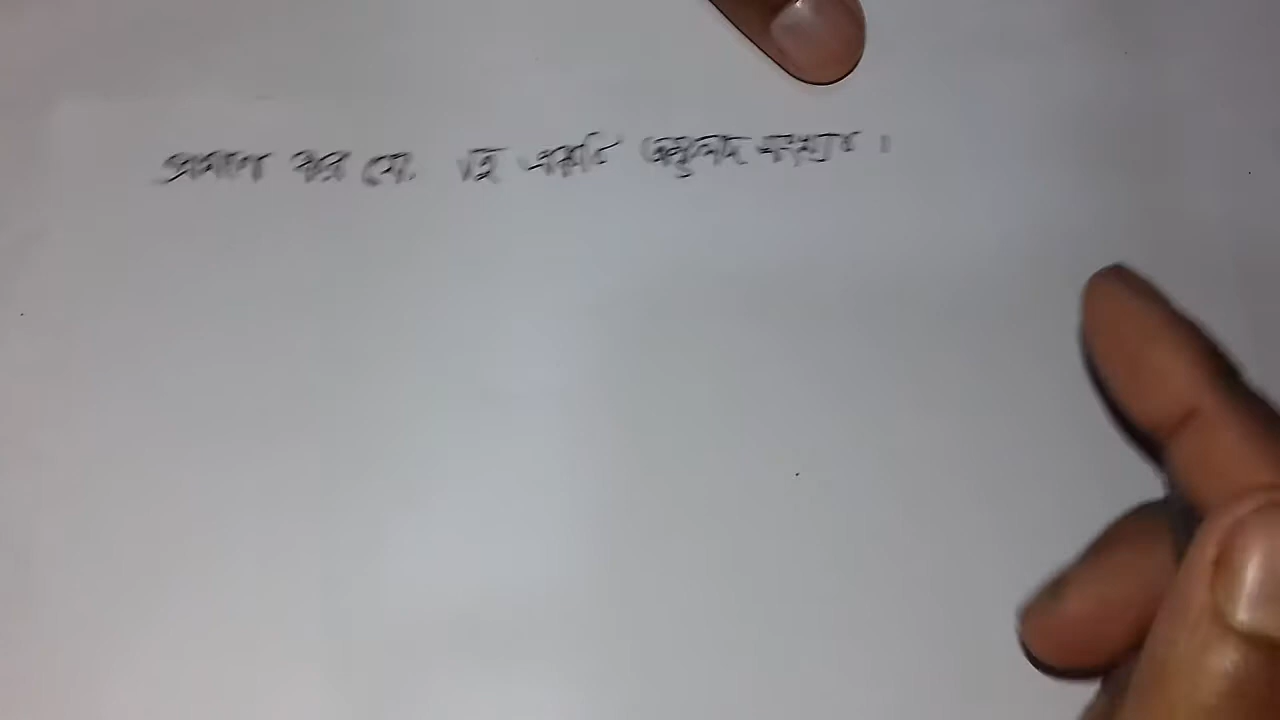 প্রমাণ কর যে, একটি অমূলদ সংখ্যা।